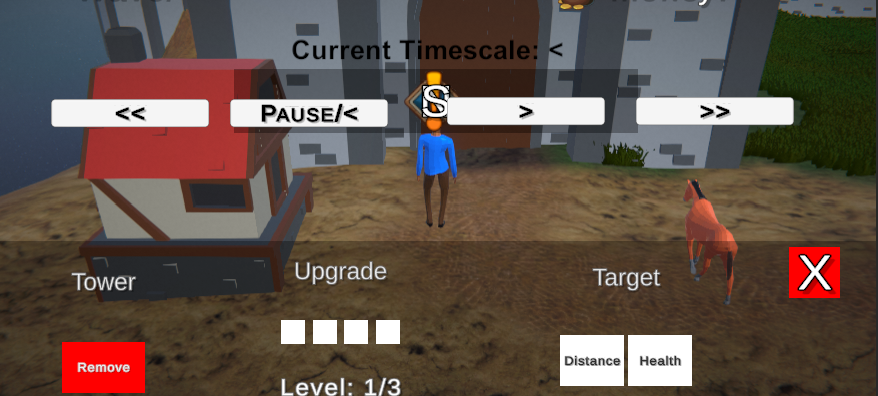 Current Timescale: <
<< PAUSE/< S > >>
Tower Upgrade Target X
Remove Distance Health
Level: 1/3